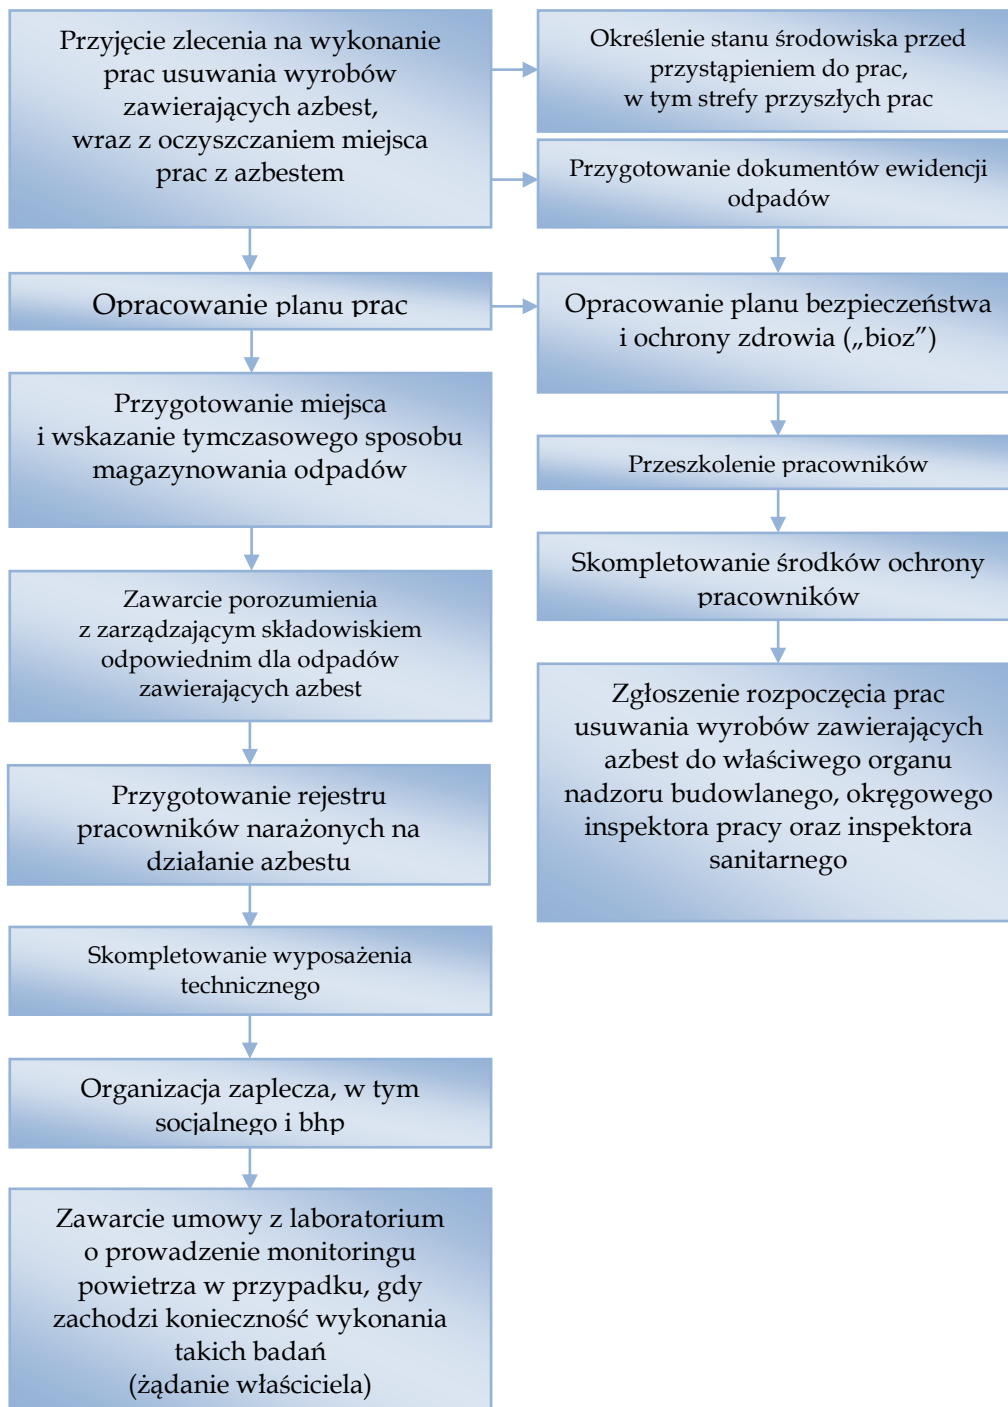 Przyjęcie zlecenia na wykonanie
prac usuwania wyrobów
zawierających azbest,
wraz z oczyszczaniem miejsca
prac z azbestem
Określenie stanu środowiska przed
przystąpieniem do prac,
w tym strefy przyszłych prac
Przygotowanie dokumentów ewidencji
odpadów
Opracowanie planu prac
Opracowanie planu bezpieczeństwa
i ochrony zdrowia („bioz”)
Przygotowanie miejsca
i wskazanie tymczasowego sposobu
magazynowania odpadów
Przeszkolenie pracowników
Skompletowanie środków ochrony
pracowników
Zawarcie porozumienia
z zarządzającym składowiskiem
odpowiednim dla odpadów
zawierających azbest
Zgłoszenie rozpoczęcia prac
usuwania wyrobów zawierających
azbest do właściwego organu
nadzoru budowlanego, okręgowego
inspektora pracy oraz inspektora
sanitarnego
Przygotowanie rejestru
pracowników narażonych na
działanie azbestu
Skompletowanie wyposażenia
technicznego
Organizacja zaplecza, w tym
socjalnego i bhp
Zawarcie umowy z laboratorium
o prowadzenie monitoringu
powietrza w przypadku, gdy
zachodzi konieczność wykonania
takich badań
(żądanie właściciela)